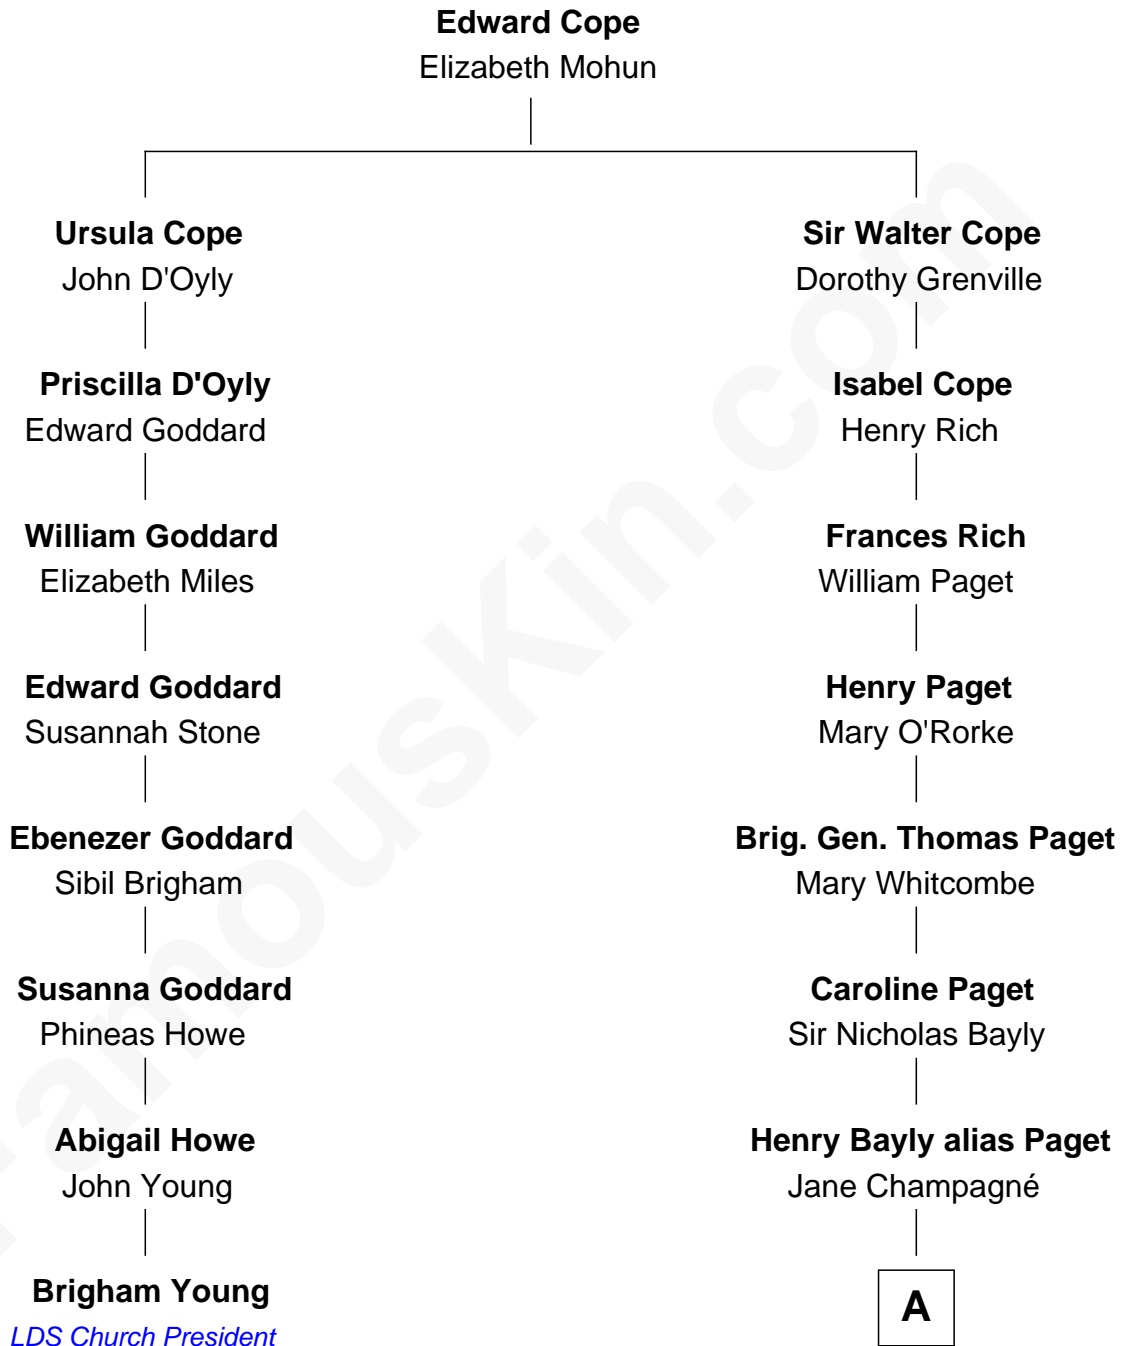 Edward Cope
Elizabeth Mohun
Ursula Cope
John D'Oyly
Priscilla D'Oyly
Edward Goddard
William Goddard
Elizabeth Miles
Edward Goddard
Susannah Stone
Ebenezer Goddard
Sibil Brigham
Susanna Goddard
Phineas Howe
Abigail Howe
John Young
Brigham Young
LDS Church President
Sir Walter Cope
Dorothy Grenville
Isabel Cope
Henry Rich
Frances Rich
William Paget
Henry Paget
Mary O'Rorke
Brig. Gen. Thomas Paget
Mary Whitcombe
Caroline Paget
Sir Nicholas Bayly
Henry Bayly alias Paget
Jane Champagné
A
FamousKin.com